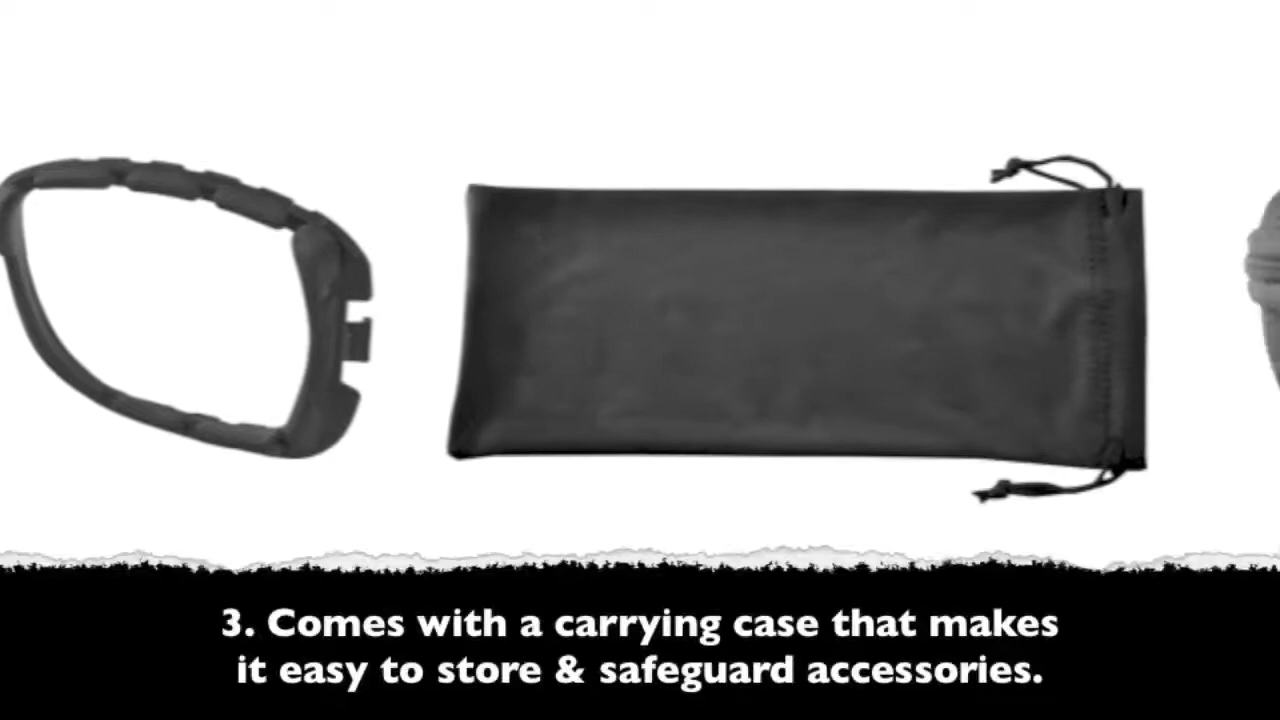 3. Comes with a carrying case that makes
it easy to store & safeguard accessories.